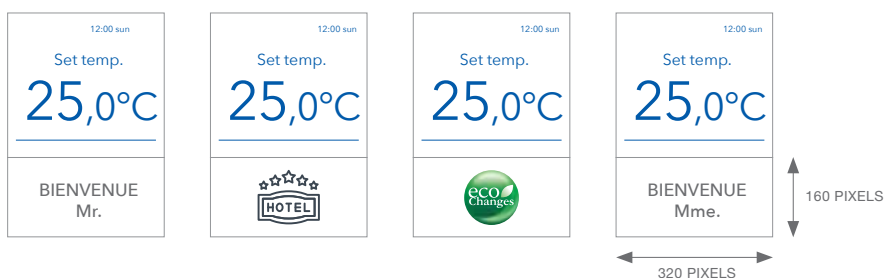 12:00 sun
Set temp.
25,0°C
BIENVENUE
Mr.
12:00 sun
Set temp.
25,0°C
HOTEL
12:00 sun
Set temp.
25,0°C
eco
Changes
12:00 sun
Set temp.
25,0°C
BIENVENUE
Mme.
160 PIXELS
320 PIXELS